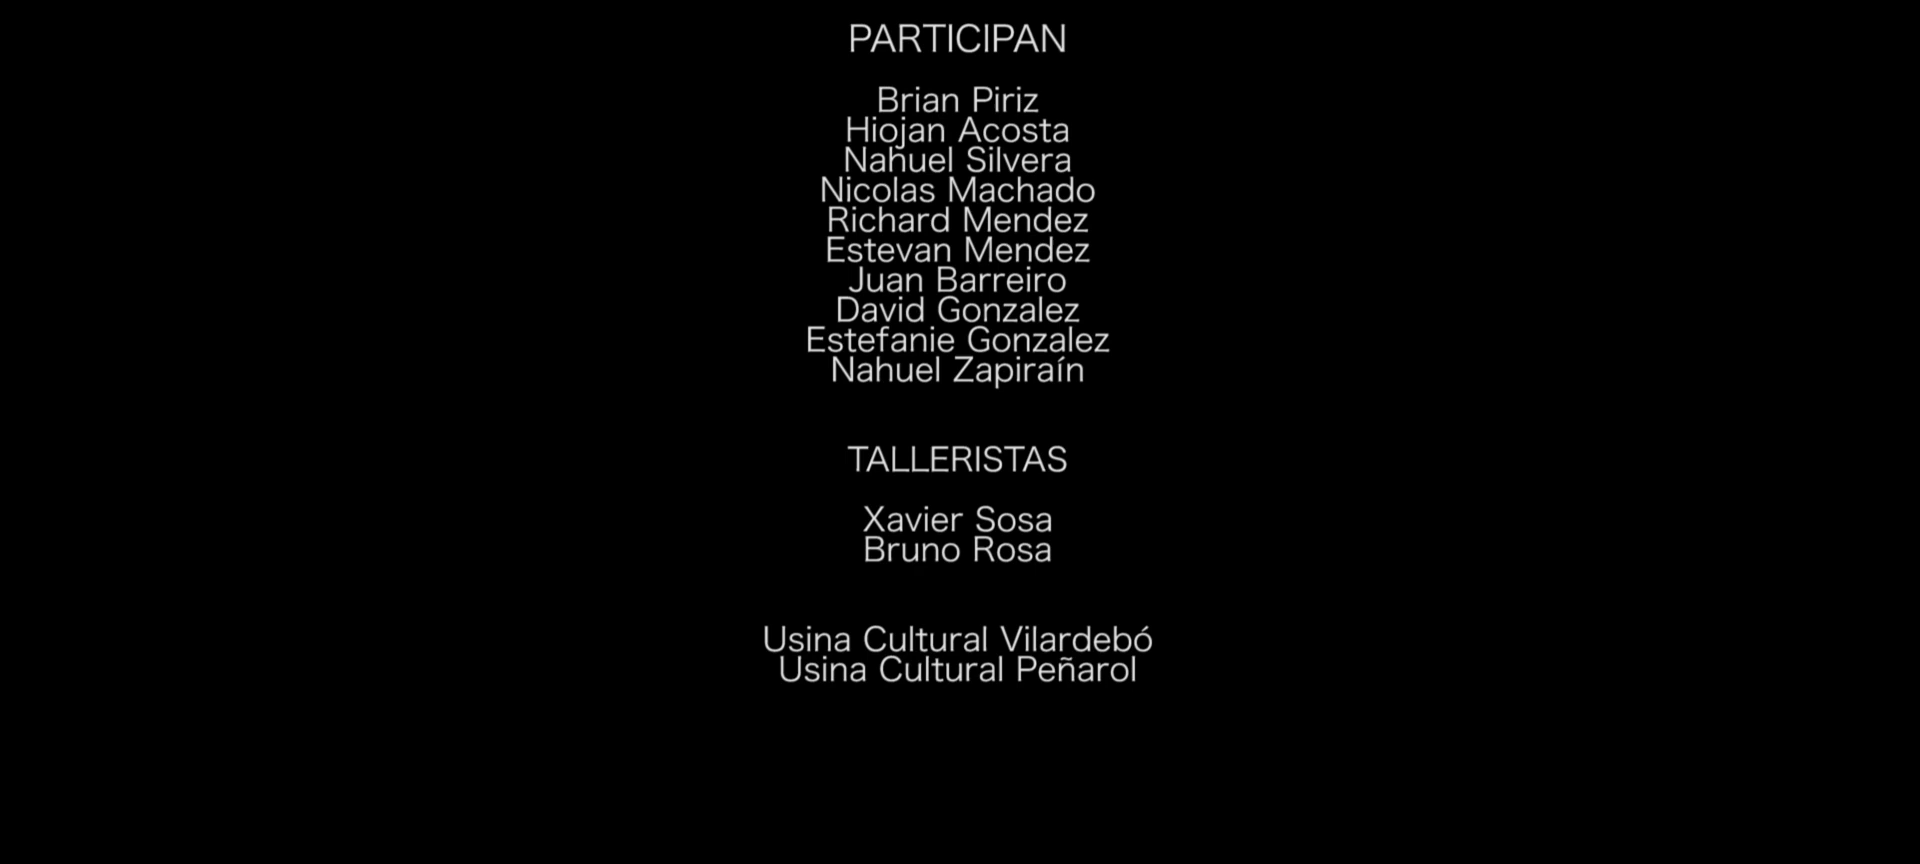 PARTICIPAN
Brian Piriz
Hiojan Acosta
Nahuel Silvera
Nicolas Machado
Richard Mendez
Estevan Mendez
Juan Barreiro
David Gonzalez
Estefanie Gonzalez
Nahuel Zapiraín
TALLERISTAS
Xavier Sosa
Bruno Rosa
Usina Cultural Vilardebó
Usina Cultural Peñarol